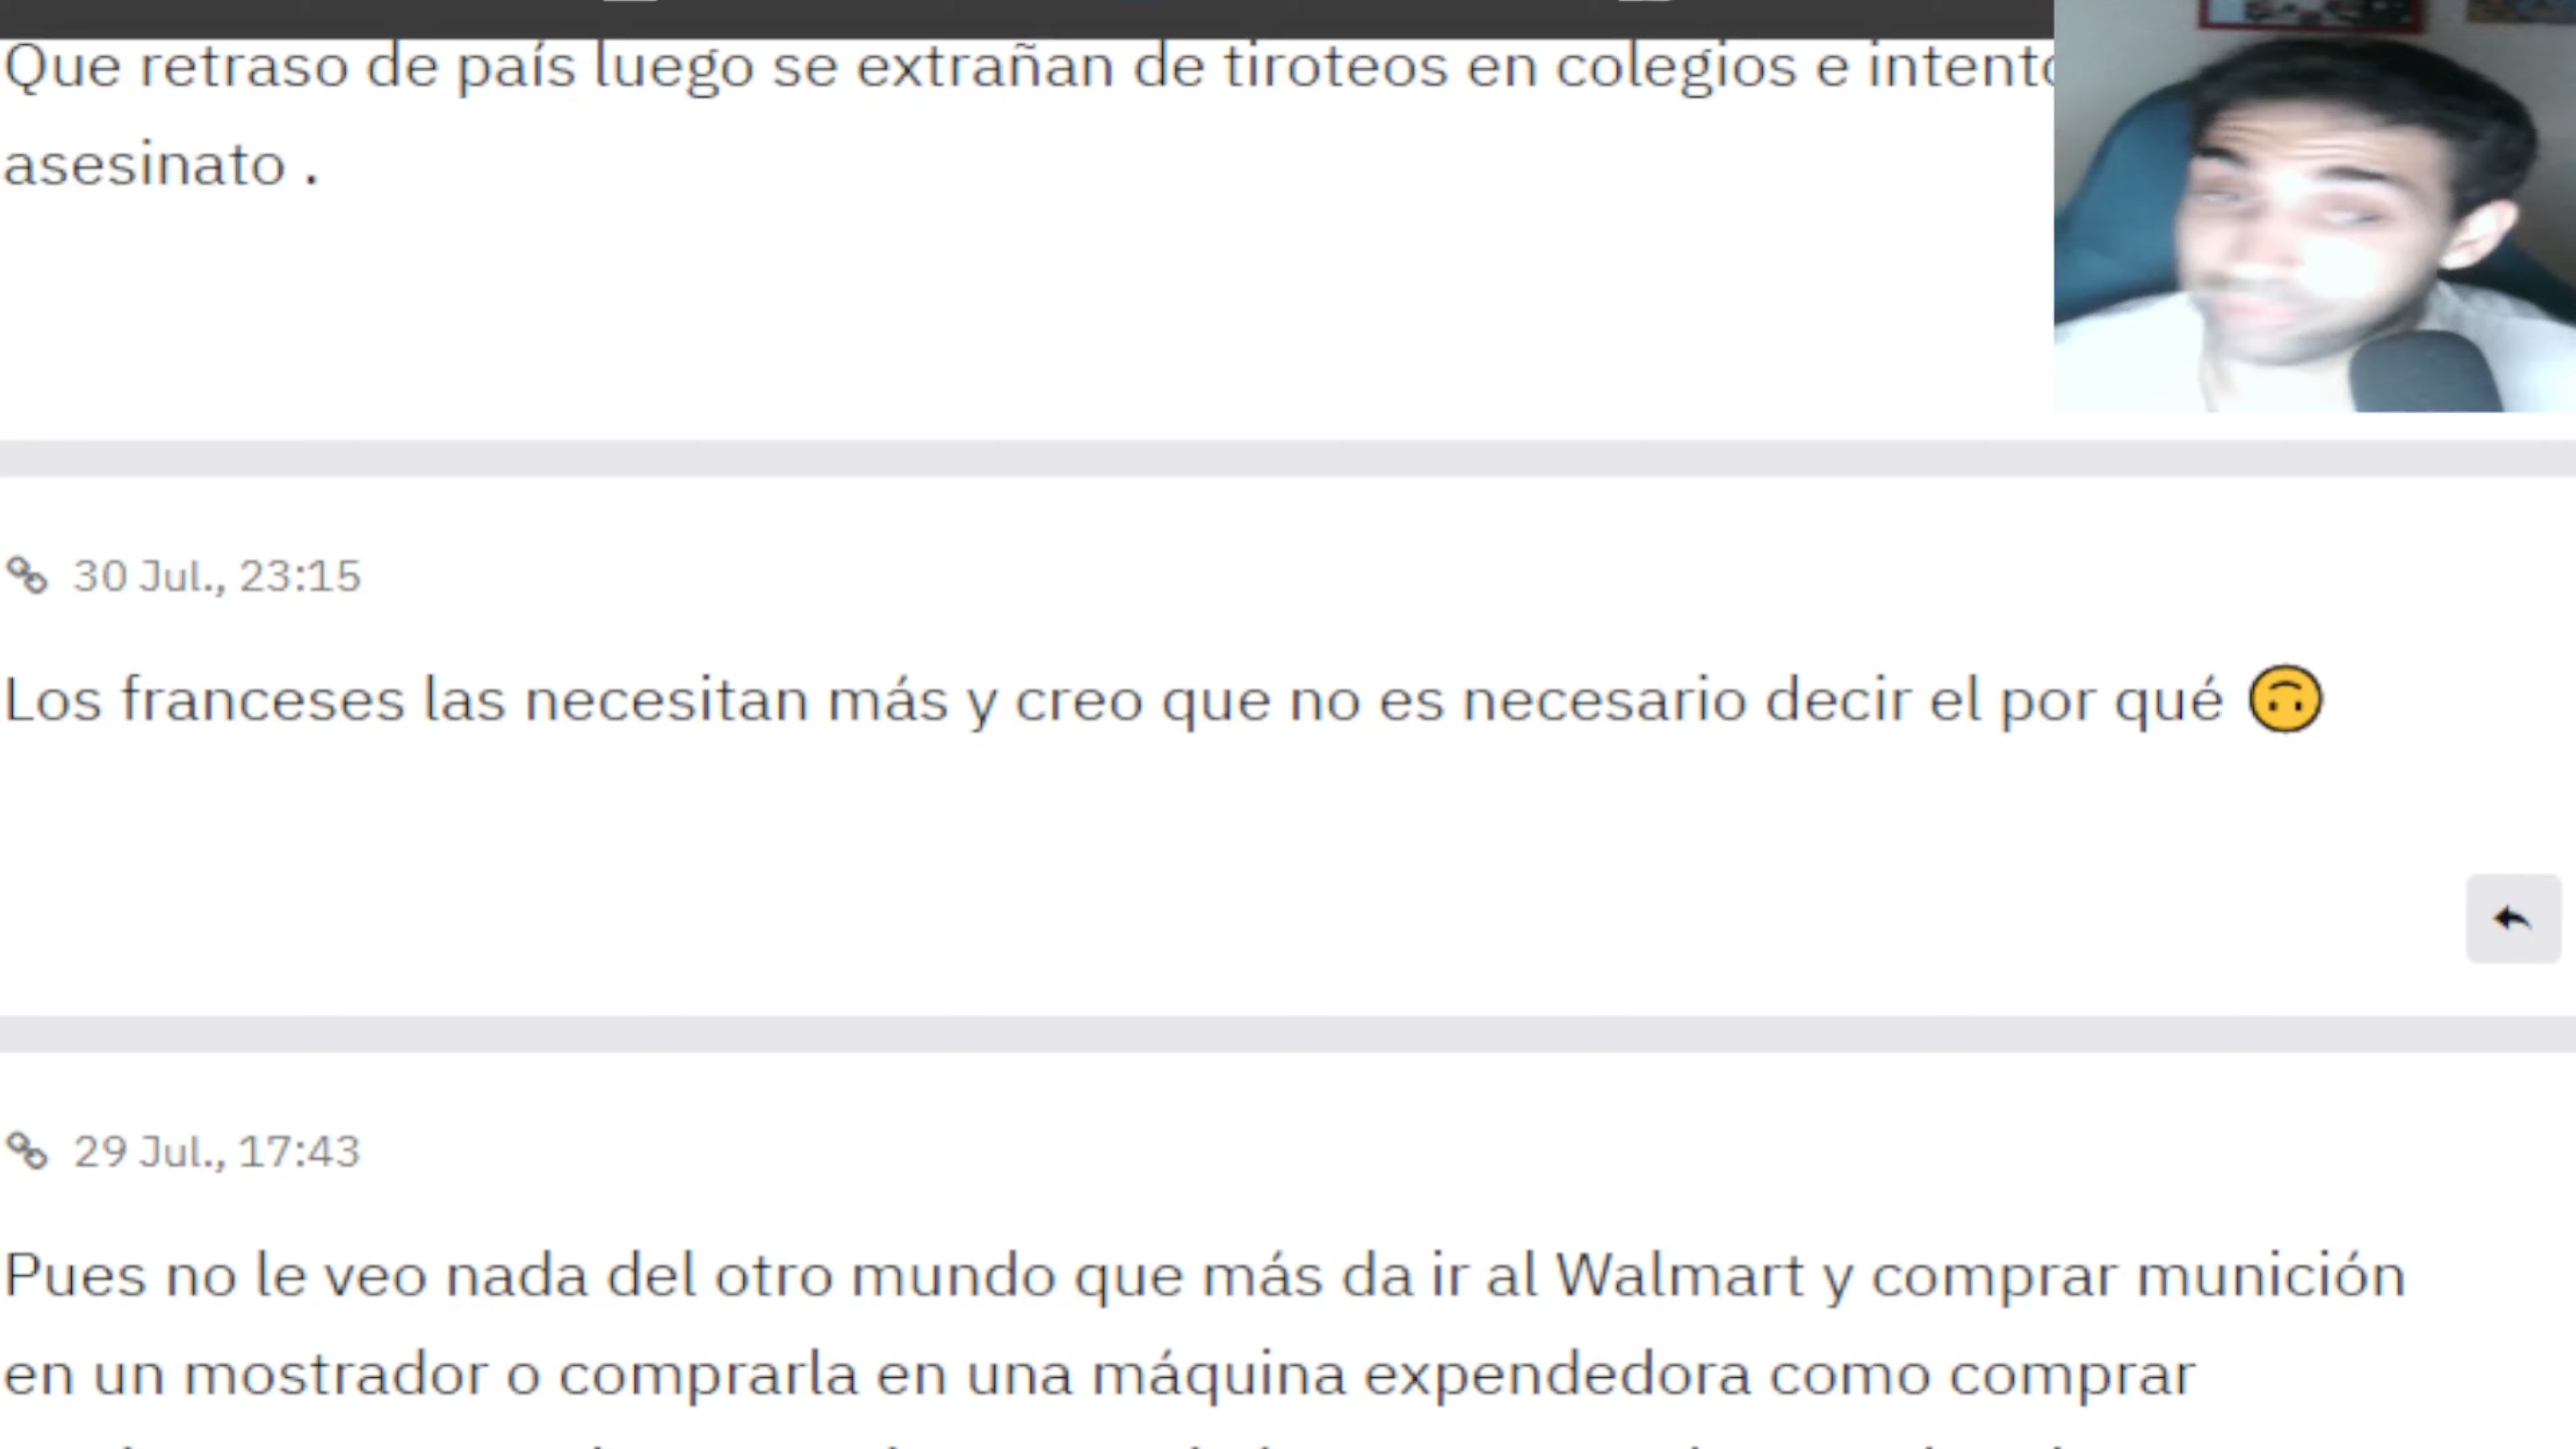 Que retraso de país luego se extrañan de tiroteos en colegios e
asesinato .
30 Jul., 23:15
Los franceses las necesitan más y creo que no es necesario decir el por qué 🙃
29 Jul., 17:43
Pues no le veo nada del otro mundo que más da ir al Walmart y comprar munición
en un mostrador o comprarla en una máquina expendedora como comprar